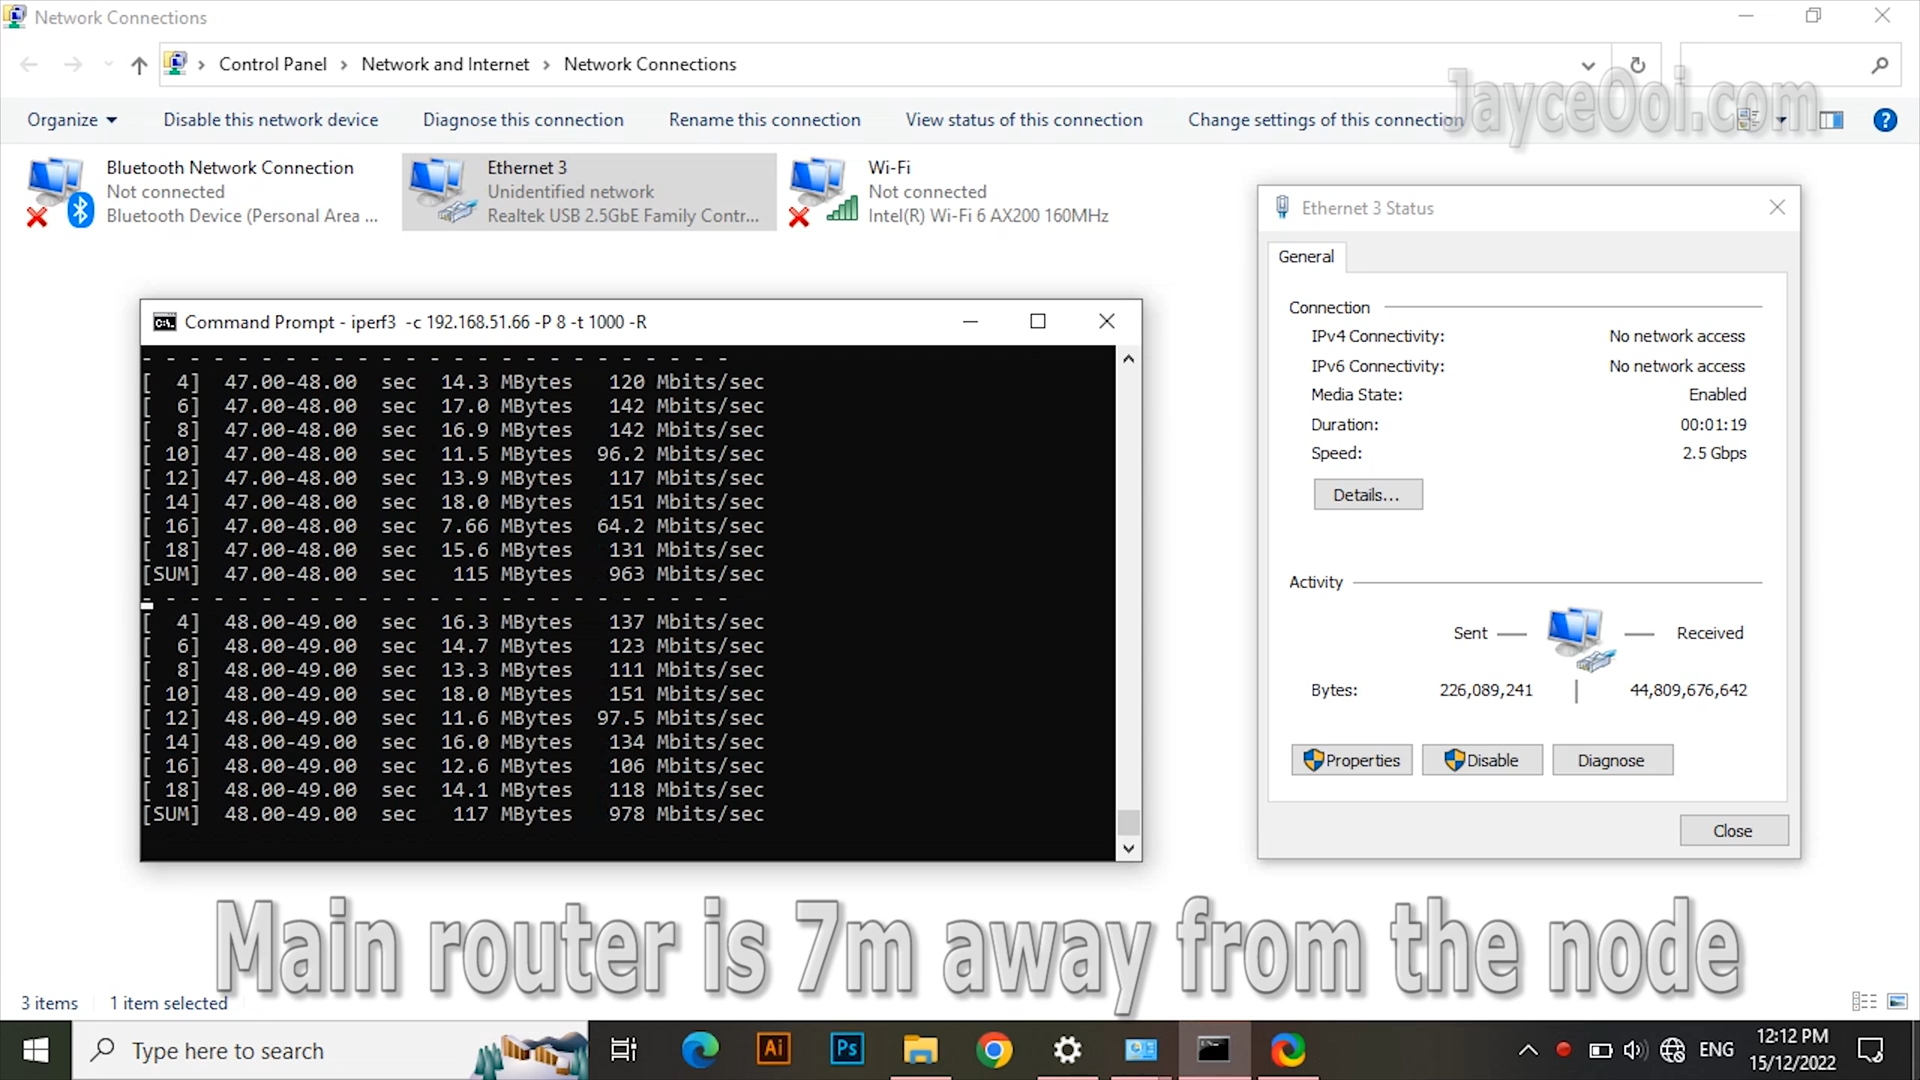 Network Connections
Control Panel > Network and Internet > Network Connections
JayceOoi.com
Organize Disable this network device Diagnose this connection Rename this connection View status of this connection Change settings of this connection
Bluetooth Network Connection
Not connected
Bluetooth Device (Personal Area ...
Ethernet 3
Unidentified network
Realtek USB 2.5GbE Family Contr...
Wi-Fi
Not connected
Intel(R) Wi-Fi 6 AX200 160MHz
Command Prompt - iperf3 -c 192.168.51.66 -P 8 -t 1000 -R
- - - - - - - - - - - - - - - - - - - - - - - - -
[ 4] 47.00-48.00 sec 14.3 MBytes 120 Mbits/sec
[ 6] 47.00-48.00 sec 17.0 MBytes 142 Mbits/sec
[ 8] 47.00-48.00 sec 16.9 MBytes 142 Mbits/sec
[ 10] 47.00-48.00 sec 11.5 MBytes 96.2 Mbits/sec
[ 12] 47.00-48.00 sec 13.9 MBytes 117 Mbits/sec
[ 14] 47.00-48.00 sec 18.0 MBytes 151 Mbits/sec
[ 16] 47.00-48.00 sec 7.66 MBytes 64.2 Mbits/sec
[ 18] 47.00-48.00 sec 15.6 MBytes 131 Mbits/sec
[SUM] 47.00-48.00 sec 115 MBytes 963 Mbits/sec
- - - - - - - - - - - - - - - - - - - - - - - - -
[ 4] 48.00-49.00 sec 16.3 MBytes 137 Mbits/sec
[ 6] 48.00-49.00 sec 14.7 MBytes 123 Mbits/sec
[ 8] 48.00-49.00 sec 13.3 MBytes 111 Mbits/sec
[ 10] 48.00-49.00 sec 18.0 MBytes 151 Mbits/sec
[ 12] 48.00-49.00 sec 11.6 MBytes 97.5 Mbits/sec
[ 14] 48.00-49.00 sec 16.0 MBytes 134 Mbits/sec
[ 16] 48.00-49.00 sec 12.6 MBytes 106 Mbits/sec
[ 18] 48.00-49.00 sec 14.1 MBytes 118 Mbits/sec
[SUM] 48.00-49.00 sec 117 MBytes 978 Mbits/sec
Ethernet 3 Status
General
Connection
IPv4 Connectivity: No network access
IPv6 Connectivity: No network access
Media State: Enabled
Duration: 00:01:19
Speed: 2.5 Gbps
Details...
Activity
Sent — — Received
Bytes: 226,089,241 | 44,809,676,642
Properties Disable Diagnose
Close
Main router is 7m away from the node
3 items 1 item selected
Type here to search
Ai
Ps
ENG
12:12 PM
15/12/2022